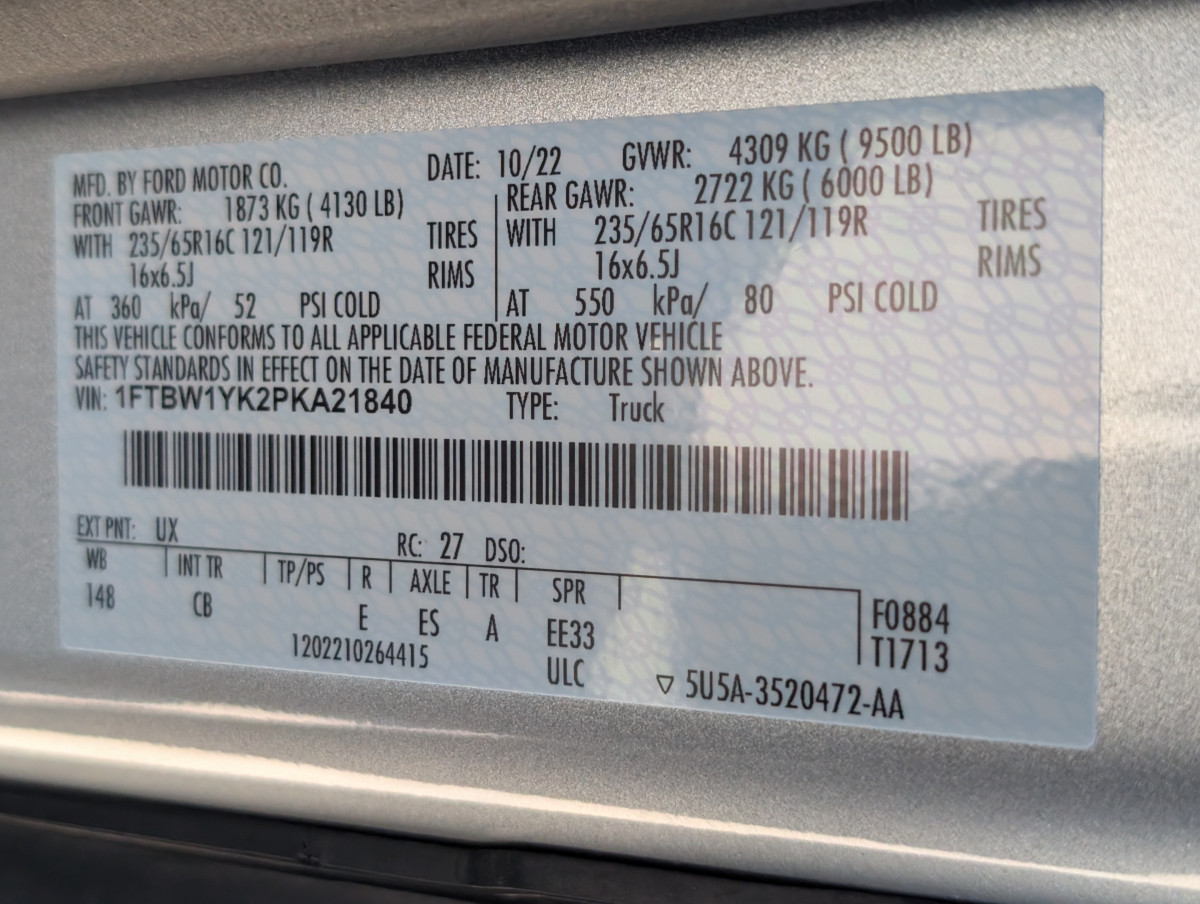 MFD. BY FORD MOTOR CO. DATE: 10/22 GVWR: 4309 KG ( 9500 LB)
FRONT GAWR: 1873 KG ( 4130 LB) REAR GAWR: 2722 KG ( 6000 LB)
WITH 235/65R16C 121/119R TIRES WITH 235/65R16C 121/119R TIRES
16x6.5J RIMS 16x6.5J RIMS
AT 360 kPa/ 52 PSI COLD AT 550 kPa/ 80 PSI COLD
THIS VEHICLE CONFORMS TO ALL APPLICABLE FEDERAL MOTOR VEHICLE
SAFETY STANDARDS IN EFFECT ON THE DATE OF MANUFACTURE SHOWN ABOVE.
VIN: 1FTBW1YK2PKA21840 TYPE: Truck
EXT PNT: UX RC: 27 DSO:
WB INT TR TP/PS R AXLE TR SPR
148 CB E ES A EE33 F0884
1202210264415 ULC T1713
▽ 5U5A-3520472-AA